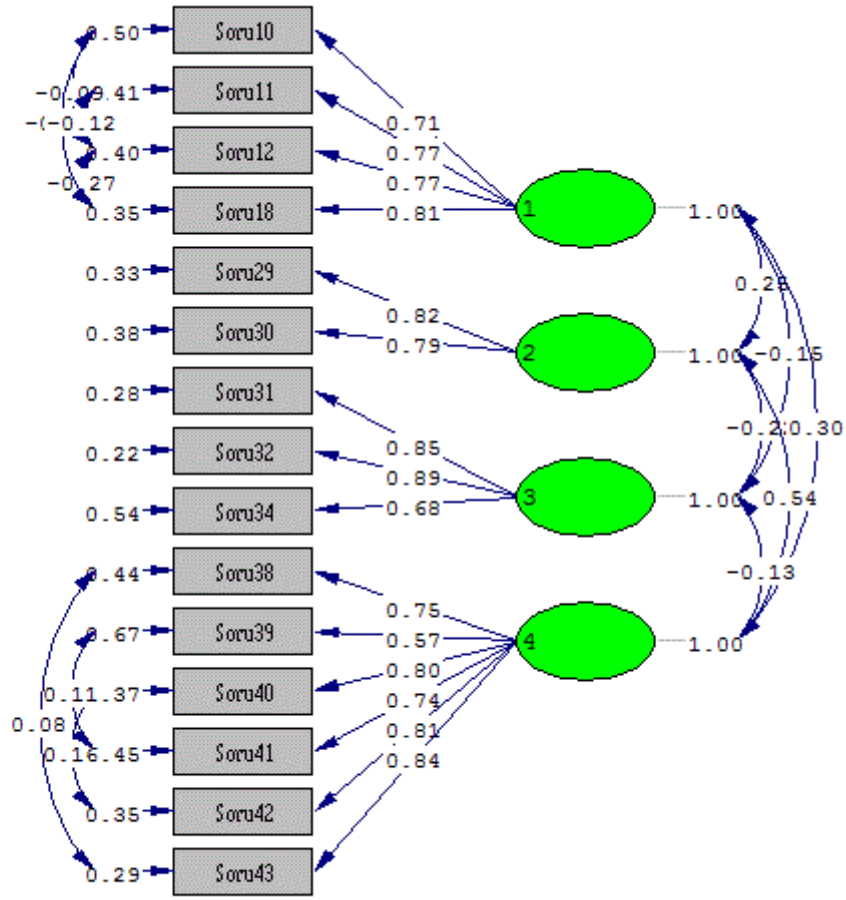 0.50 Soru10
0.71
-0.09 .41 Soru11
0.77
-0.12
0.40 Soru12
0.77
-0.27
0.35 Soru18
0.81
1 1.00
0.33 Soru29
0.25
0.82
0.38 Soru30
0.79
2 1.00 -0.15
0.28 Soru31
0.85
-0.2 0.30
0.22 Soru32
0.89
3 1.00 0.54
0.54 Soru34
0.68
-0.13
0.44 Soru38
0.75
0.67 Soru39
0.57
4 1.00
0.80
0.11 .37 Soru40
0.74
0.08
0.81
0.16 .45 Soru41
0.84
0.35 Soru42
0.29 Soru43